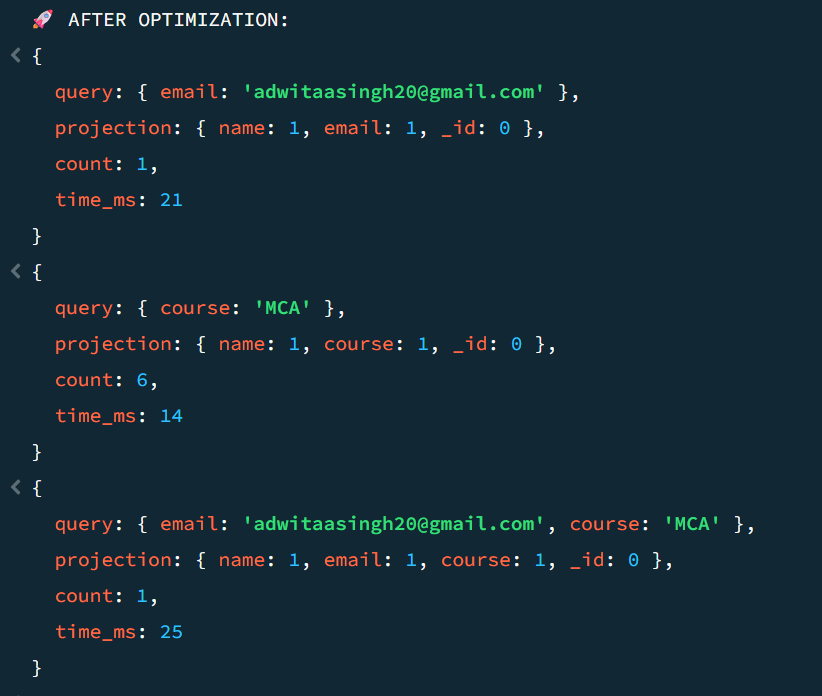 🚀 AFTER OPTIMIZATION:
{
query: { email: 'adwitaasingh20@gmail.com' },
projection: { name: 1, email: 1, _id: 0 },
count: 1,
time_ms: 21
}
{
query: { course: 'MCA' },
projection: { name: 1, course: 1, _id: 0 },
count: 6,
time_ms: 14
}
{
query: { email: 'adwitaasingh20@gmail.com', course: 'MCA' },
projection: { name: 1, email: 1, course: 1, _id: 0 },
count: 1,
time_ms: 25
}